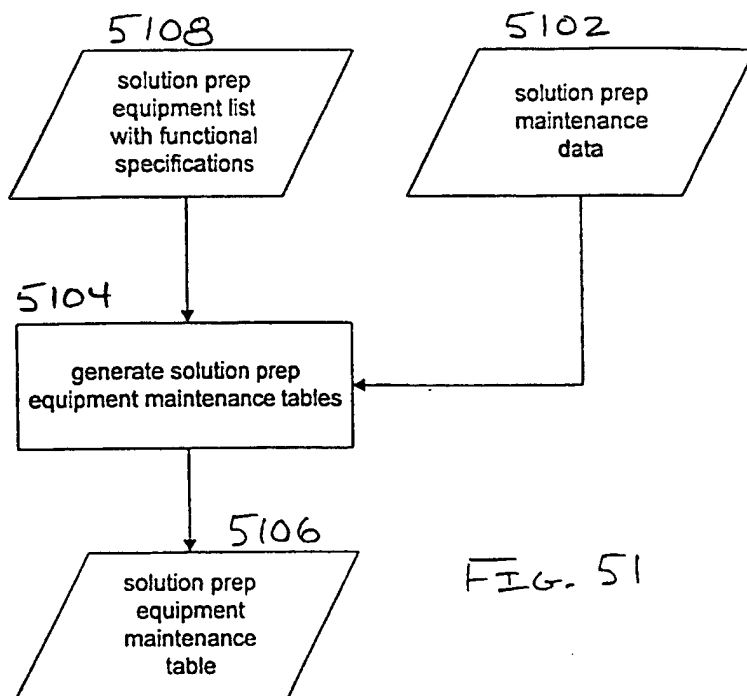 5108
solution prep
equipment list
with functional
specifications
5102
solution prep
maintenance
data
5104
generate solution prep
equipment maintenance tables
5106
solution prep
equipment
maintenance
table
FIG. 51